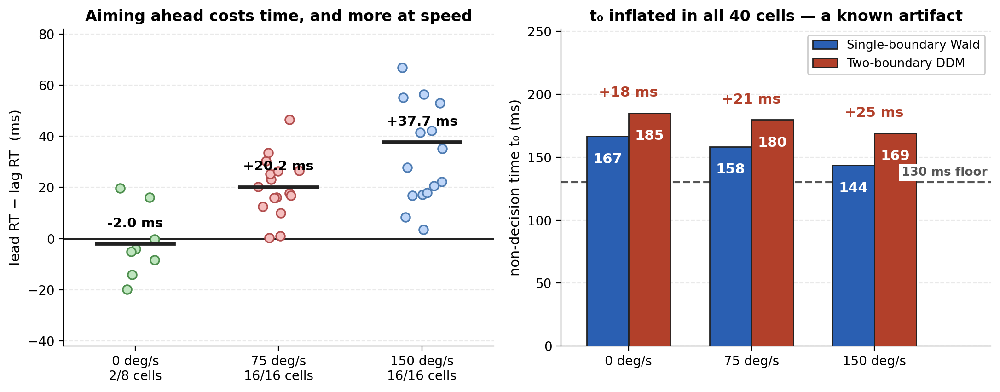 Aiming ahead costs time, and more at speed
lead RT − lag RT  (ms)
80
60
40
20
0
−20
−40
-2.0 ms
+20.2 ms
+37.7 ms
0 deg/s
2/8 cells
75 deg/s
16/16 cells
150 deg/s
16/16 cells
t₀ inflated in all 40 cells — a known artifact
non-decision time t₀ (ms)
250
200
150
100
50
0
Single-boundary Wald
Two-boundary DDM
+18 ms
+21 ms
+25 ms
167
185
158
180
144
169
130 ms floor
0 deg/s
75 deg/s
150 deg/s